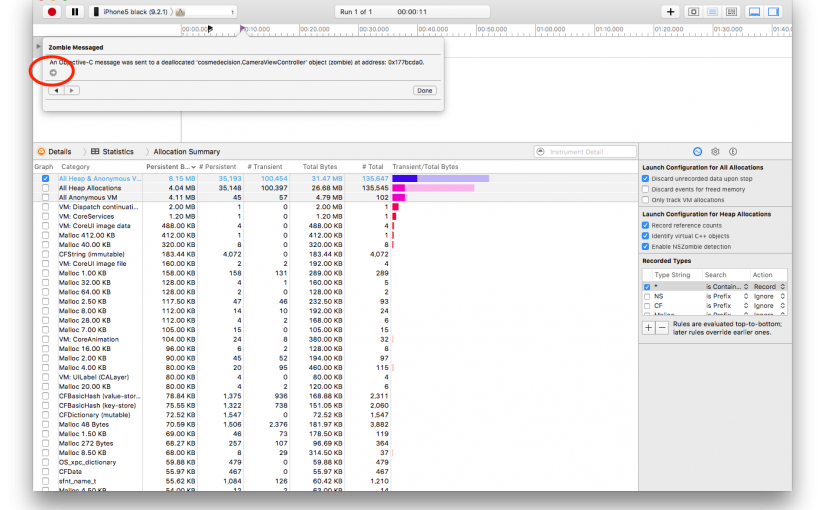 iPhone5 black (9.2.1)
1
Run 1 of 1
00:00:11
00:00.000
00:10.000
00:20.000
00:30.000
00:40.000
00:50.000
01:00.000
01:10.000
01:20.000
01:30.000
01:40.0
Zombie Messaged
An Objective-C message was sent to a deallocated 'cosmedecision.CameraViewController' object (zombie) at address: 0x177bcda0.
Done
Details
Statistics
Allocation Summary
Instrument Detail
Graph Category Persistent B... # Persistent # Transient Total Bytes # Total Transient/Total Bytes
All Heap & Anonymous V... 8.15 MB 35,193 100,454 31.47 MB 135,647
All Heap Allocations 4.04 MB 35,148 100,397 26.68 MB 135,545
All Anonymous VM 4.11 MB 45 57 4.79 MB 102
VM: Dispatch continuati... 2.00 MB 1 0 2.00 MB 1
VM: CoreServices 1.20 MB 1 0 1.20 MB 1
VM: CoreUI image data 488.00 KB 4 0 488.00 KB 4
Malloc 412.00 KB 412.00 KB 1 0 412.00 KB 1
Malloc 40.00 KB 320.00 KB 8 0 320.00 KB 8
CFString (immutable) 183.44 KB 4,072 0 183.44 KB 4,072
VM: CoreUI image file 160.00 KB 2 2 192.00 KB 4
Malloc 1.00 KB 158.00 KB 158 131 289.00 KB 289
Malloc 32.00 KB 128.00 KB 4 1 160.00 KB 5
Malloc 64.00 KB 128.00 KB 2 0 128.00 KB 2
Malloc 2.50 KB 117.50 KB 47 46 232.50 KB 93
Malloc 8.00 KB 112.00 KB 14 10 192.00 KB 24
Malloc 28.00 KB 112.00 KB 4 2 168.00 KB 6
Malloc 7.00 KB 105.00 KB 15 0 105.00 KB 15
VM: CoreAnimation 104.00 KB 24 8 380.00 KB 32
Malloc 16.00 KB 96.00 KB 6 2 128.00 KB 8
Malloc 2.00 KB 90.00 KB 45 52 194.00 KB 97
Malloc 4.00 KB 80.00 KB 20 95 460.00 KB 115
VM: UILabel (CALayer) 80.00 KB 4 0 80.00 KB 4
Malloc 20.00 KB 80.00 KB 4 2 120.00 KB 6
CFBasicHash (value-stor... 78.84 KB 1,375 936 168.88 KB 2,311
CFBasicHash (key-store) 75.55 KB 1,322 738 151.05 KB 2,060
CFDictionary (mutable) 72.52 KB 1,547 0 72.52 KB 1,547
Malloc 48 Bytes 70.59 KB 1,506 2,376 181.97 KB 3,882
Malloc 1.50 KB 69.00 KB 46 73 178.50 KB 119
Malloc 272 Bytes 68.27 KB 257 107 96.69 KB 364
Malloc 8.50 KB 68.00 KB 8 29 314.50 KB 37
OS_xpc_dictionary 59.88 KB 479 0 59.88 KB 479
CFData 55.97 KB 467 0 55.97 KB 467
sfnt_name_t 55.62 KB 1,084 126 60.42 KB 1,210
Malloc 4.50 KB 54.00 KB 12 2 63.00 KB 14
Launch Configuration for All Allocations
Discard unrecorded data upon stop
Discard events for freed memory
Only track VM allocations
Launch Configuration for Heap Allocations
Record reference counts
Identify virtual C++ objects
Enable NSZombie detection
Recorded Types
Type String Search Action
* is Contain... Record
NS is Prefix Ignore
CF is Prefix Ignore
Malloc is Prefix Ignore
+ − Rules are evaluated top-to-bottom;
later rules override earlier ones.